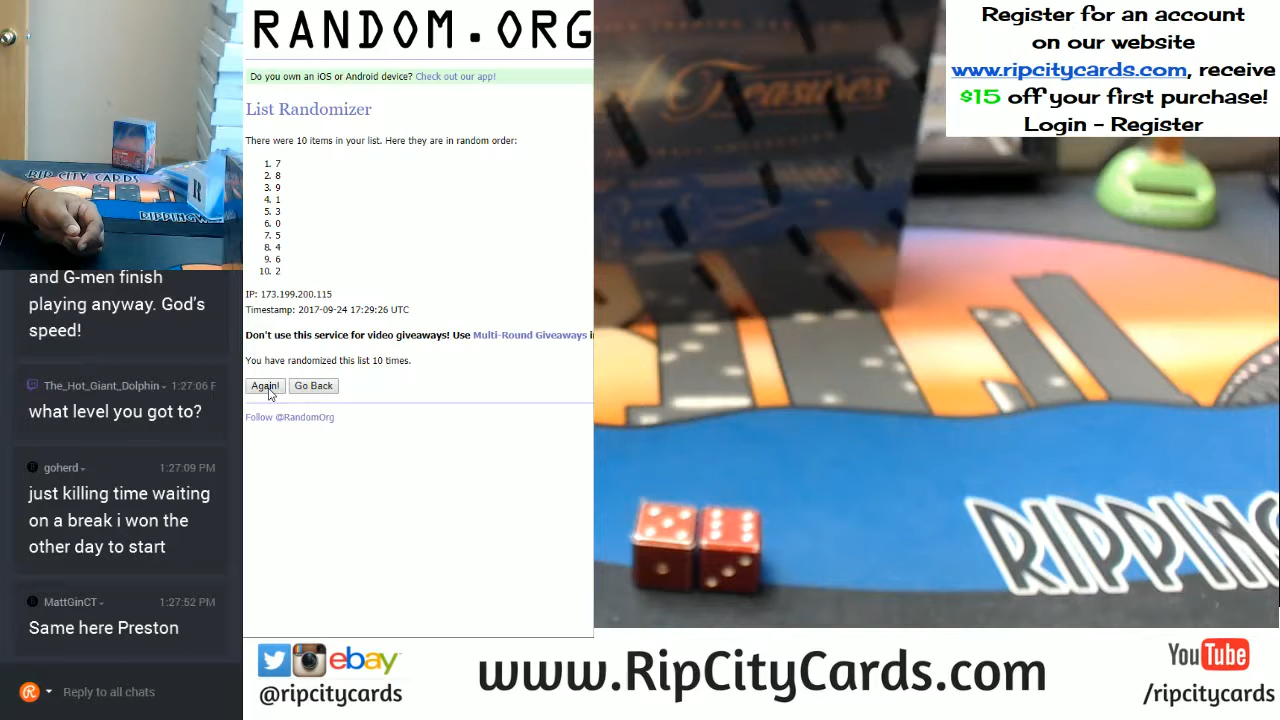 RANDOM.ORG
Do you own an iOS or Android device? Check out our app!
List Randomizer
There were 10 items in your list. Here they are in random order:
1. 7
2. 8
3. 9
4. 1
5. 3
6. 0
7. 5
8. 4
9. 6
10. 2
IP: 173.199.200.115
Timestamp: 2017-09-24 17:29:26 UTC
Don't use this service for video giveaways! Use Multi-Round Giveaways i
You have randomized this list 10 times.
Again! Go Back
Follow @RandomOrg
RIP CITY CARDS
RIPPINGW
and G-men finish
playing anyway. God's
speed!
The_Hot_Giant_Dolphin 1:27:06 P
what level you got to?
goherd 1:27:09 PM
just killing time waiting
on a break i won the
other day to start
MattGinCT 1:27:52 PM
Same here Preston
Reply to all chats
Register for an account
on our website
www.ripcitycards.com, receive
$15 off your first purchase!
Login - Register
Treasures
RIPPING
ebay
@ripcitycards
www.RipCityCards.com
YouTube
/ripcitycards